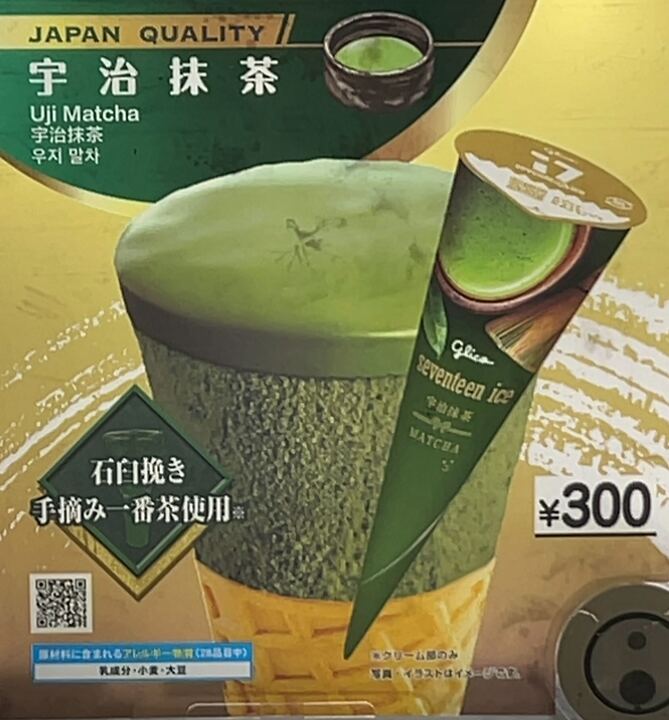 JAPAN QUALITY
宇治抹茶
Uji Matcha
宇治抹茶
우지 말차
Glico
17
Glico
seventeen ice
宇治抹茶
MATCHA
石臼挽き
手摘み一番茶使用※
¥300
原材料に含まれるアレルギー物質(28品目中)
乳成分・小麦・大豆
※クリーム部のみ
写真・イラストはイメージです。